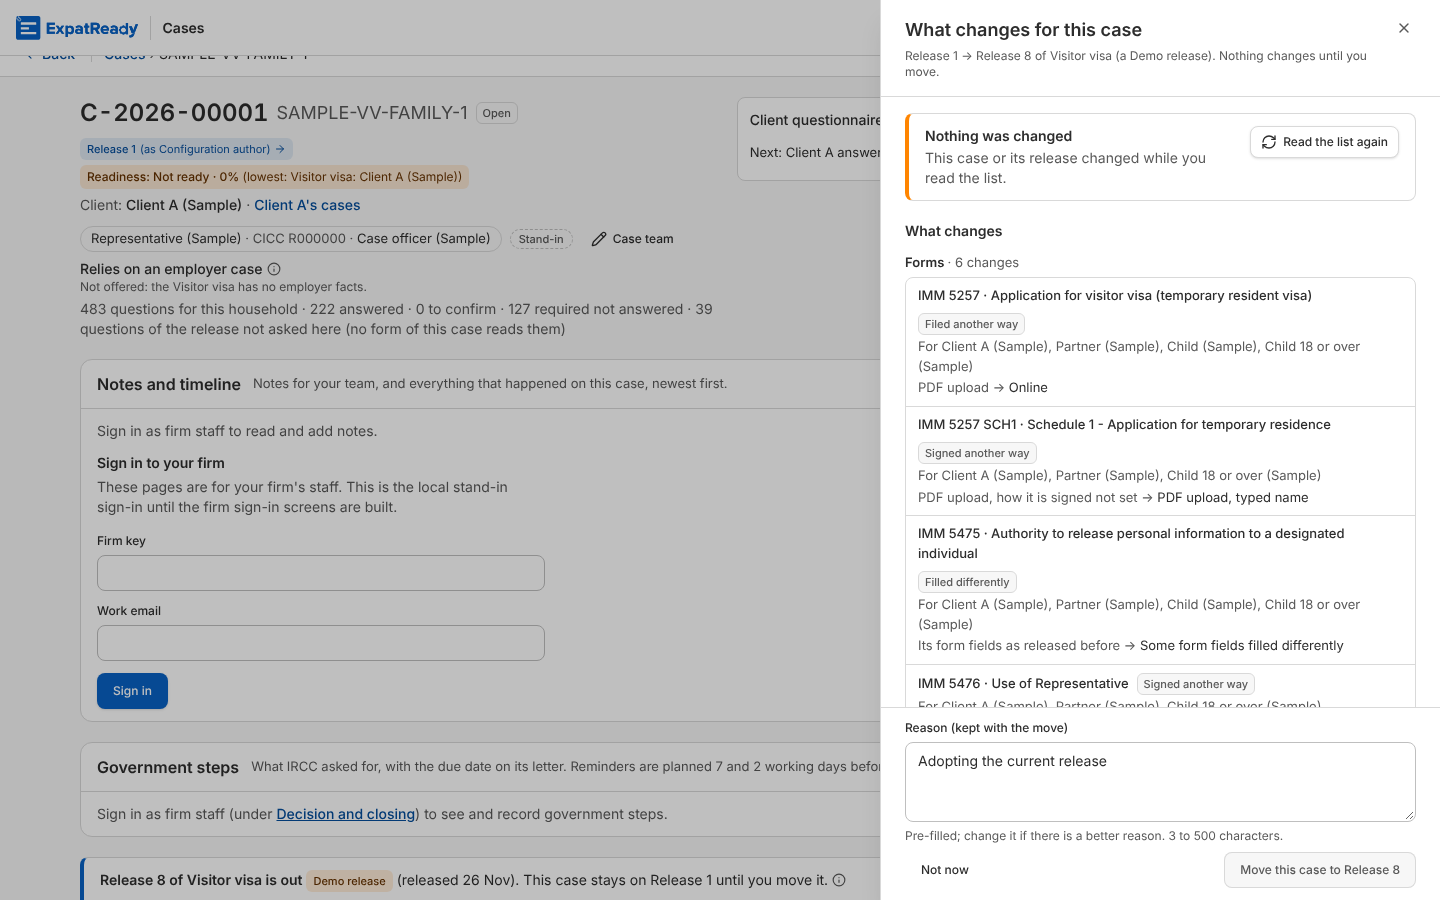 ExpatReady
Cases
C-2026-00001 SAMPLE-VV-FAMILY-1 Open
Release 1 (as Configuration author) →
Readiness: Not ready · 0% (lowest: Visitor visa: Client A (Sample))
Client: Client A (Sample) · Client A's cases
Representative (Sample) · CICC R000000 · Case officer (Sample) Stand-in Case team
Relies on an employer case
Not offered: the Visitor visa has no employer facts.
483 questions for this household · 222 answered · 0 to confirm · 127 required not answered · 39
questions of the release not asked here (no form of this case reads them)
Client questionnaire
Next: Client A answer
Notes and timeline Notes for your team, and everything that happened on this case, newest first.
Sign in as firm staff to read and add notes.
Sign in to your firm
These pages are for your firm's staff. This is the local stand-in
sign-in until the firm sign-in screens are built.
Firm key
Work email
Sign in
Government steps What IRCC asked for, with the due date on its letter. Reminders are planned 7 and 2 working days
Sign in as firm staff (under Decision and closing) to see and record government steps.
Release 8 of Visitor visa is out Demo release (released 26 Nov). This case stays on Release 1 until you move it.
What changes for this case
Release 1 → Release 8 of Visitor visa (a Demo release). Nothing changes until you
move.
Nothing was changed
This case or its release changed while you
read the list.
Read the list again
What changes
Forms · 6 changes
IMM 5257 · Application for visitor visa (temporary resident visa)
Filed another way
For Client A (Sample), Partner (Sample), Child (Sample), Child 18 or over
(Sample)
PDF upload → Online
IMM 5257 SCH1 · Schedule 1 - Application for temporary residence
Signed another way
For Client A (Sample), Partner (Sample), Child 18 or over (Sample)
PDF upload, how it is signed not set → PDF upload, typed name
IMM 5475 · Authority to release personal information to a designated
individual
Filled differently
For Client A (Sample), Partner (Sample), Child (Sample), Child 18 or over
(Sample)
Its form fields as released before → Some form fields filled differently
IMM 5476 · Use of Representative Signed another way
For Client A (Sample), Partner (Sample), Child 18 or over (Sample)
Reason (kept with the move)
Adopting the current release
Pre-filled; change it if there is a better reason. 3 to 500 characters.
Not now
Move this case to Release 8